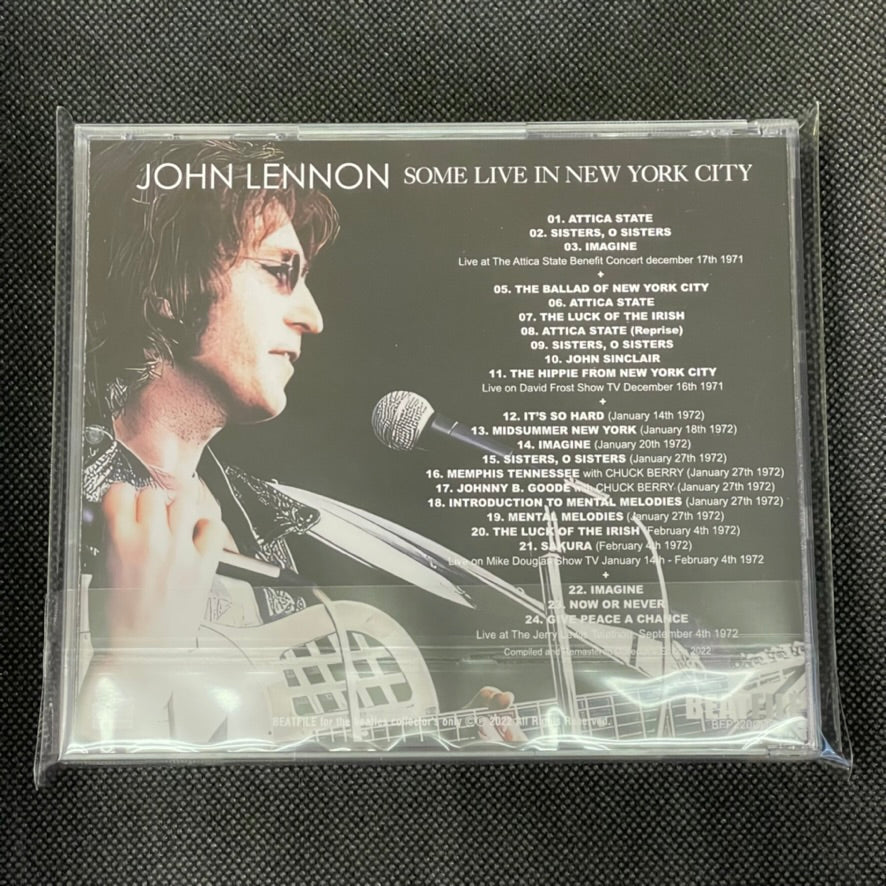 JOHN LENNON SOME LIVE IN NEW YORK CITY
01. ATTICA STATE
02. SISTERS, O SISTERS
03. IMAGINE
Live at The Attica State Benefit Concert december 17th 1971
+
05. THE BALLAD OF NEW YORK CITY
06. ATTICA STATE
07. THE LUCK OF THE IRISH
08. ATTICA STATE (Reprise)
09. SISTERS, O SISTERS
10. JOHN SINCLAIR
11. THE HIPPIE FROM NEW YORK CITY
Live on David Frost Show TV December 16th 1971
+
12. IT'S SO HARD (January 14th 1972)
13. MIDSUMMER NEW YORK (January 18th 1972)
14. IMAGINE (January 20th 1972)
15. SISTERS, O SISTERS (January 27th 1972)
16. MEMPHIS TENNESSEE with CHUCK BERRY (January 27th 1972)
17. JOHNNY B. GOODE with CHUCK BERRY (January 27th 1972)
18. INTRODUCTION TO MENTAL MELODIES (January 27th 1972)
19. MENTAL MELODIES (January 27th 1972)
20. THE LUCK OF THE IRISH (February 4th 1972)
21. SAKURA (February 4th 1972)
Live on Mike Douglas Show TV January 14th - February 4th 1972
+
22. IMAGINE
23. NOW OR NEVER
24. GIVE PEACE A CHANCE
Live at The Jerry Lewis Telethon September 4th 1972
Compiled and Remastered 2022
BEATFILE
BEATFILE for the Beatles collector's only ©℗ 2022 All Rights Reserved.